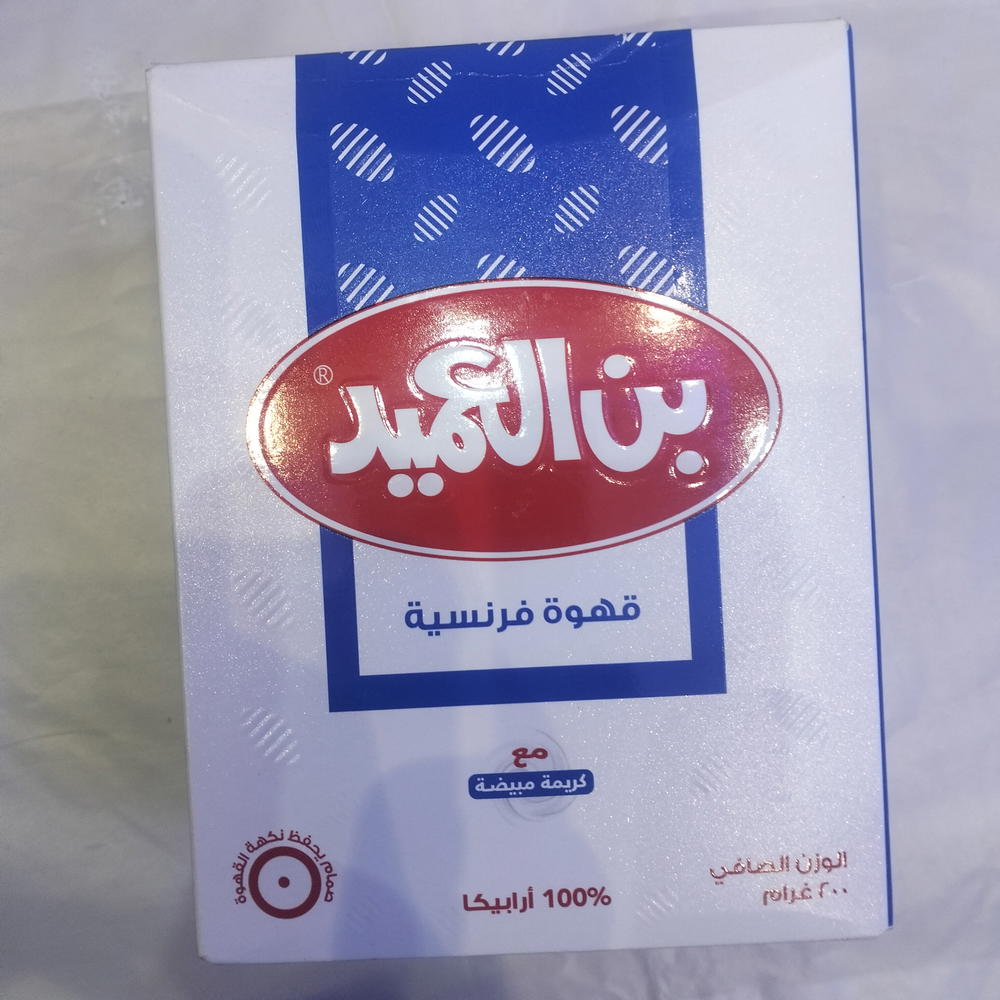 بن العميد ®
قهوة فرنسية
مع
كريمة مبيضة
صمام يحفظ نكهة القهوة
100% أرابيكا
الوزن الصافي
٢٠٠ غرام